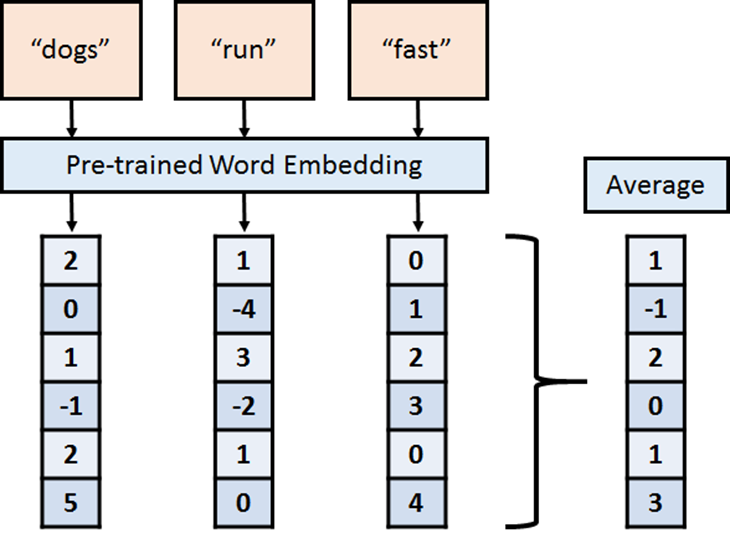 “dogs” “run” “fast”
Pre-trained Word Embedding
Average
2 1 0 1
0 -4 1 -1
1 3 2 2
-1 -2 3 0
2 1 0 1
5 0 4 3